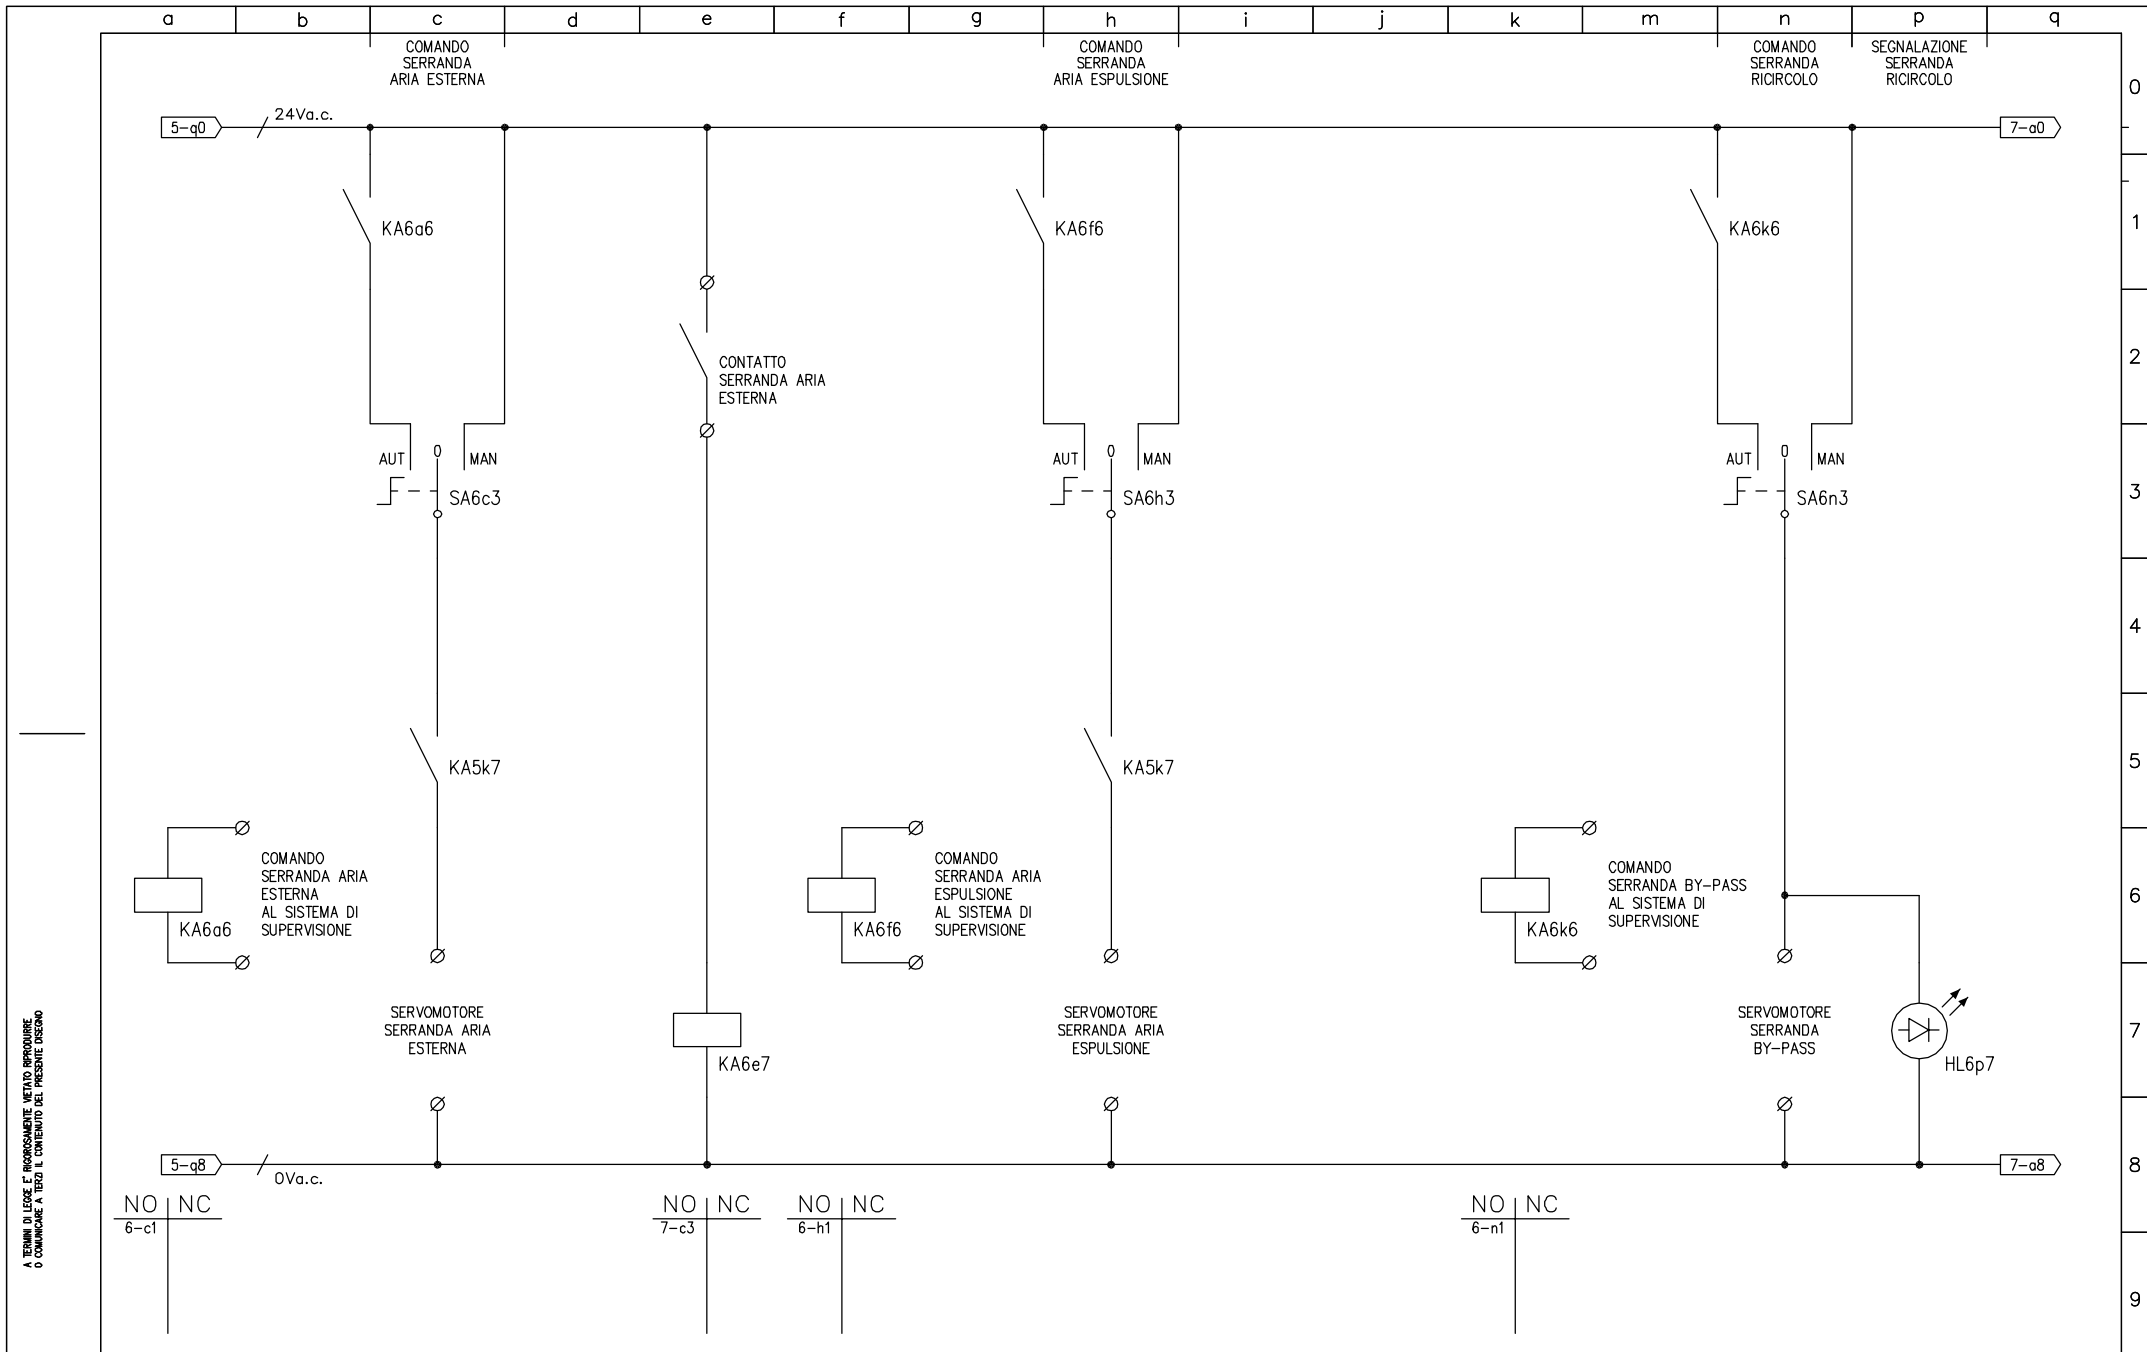 a b c d e f g h i j k m n p q
COMANDO
SERRANDA
ARIA ESTERNA
COMANDO
SERRANDA
ARIA ESPULSIONE
COMANDO
SERRANDA
RICIRCOLO
SEGNALAZIONE
SERRANDA
RICIRCOLO
0
5-q0
24Va.c.
7-a0
KA6a6
KA6f6
KA6k6
1
CONTATTO
SERRANDA ARIA
ESTERNA
2
AUT 0 MAN
SA6c3
AUT 0 MAN
SA6h3
AUT 0 MAN
SA6n3
3
4
KA5k7
KA5k7
5
COMANDO
SERRANDA ARIA
ESTERNA
AL SISTEMA DI
SUPERVISIONE
KA6a6
COMANDO
SERRANDA ARIA
ESPULSIONE
AL SISTEMA DI
SUPERVISIONE
KA6f6
COMANDO
SERRANDA BY-PASS
AL SISTEMA DI
SUPERVISIONE
KA6k6
6
SERVOMOTORE
SERRANDA ARIA
ESTERNA
KA6e7
SERVOMOTORE
SERRANDA ARIA
ESPULSIONE
SERVOMOTORE
SERRANDA
BY-PASS
HL6p7
7
5-q8
0Va.c.
7-a8
8
NO NC
6-c1
NO NC
7-c3
NO NC
6-h1
NO NC
6-n1
9
A TERMINI DI LEGGE E' RIGOROSAMENTE VIETATO RIPRODURRE
O COMUNICARE A TERZI IL CONTENUTO DEL PRESENTE DISEGNO